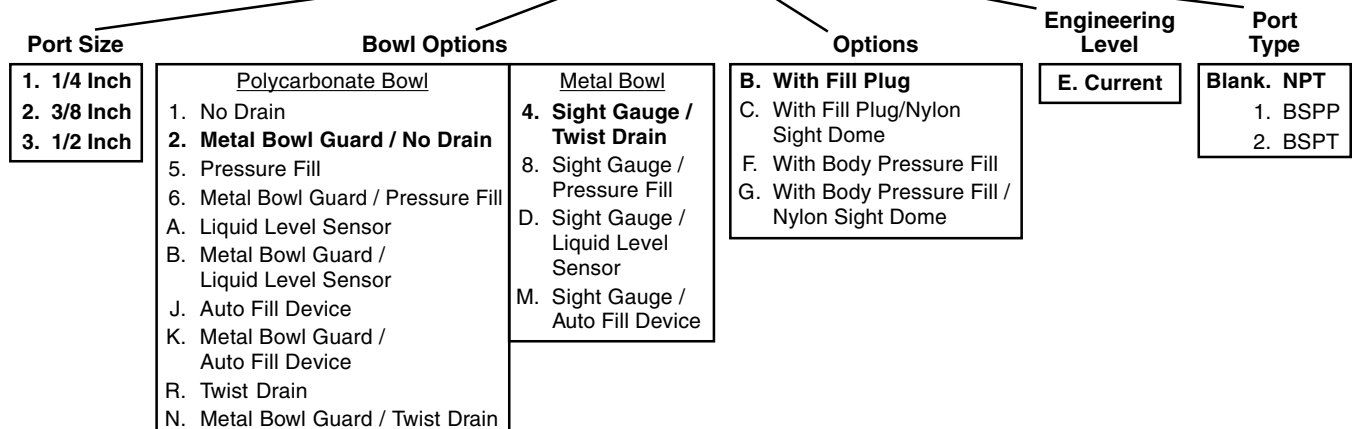 Port Size
1. 1/4 Inch
2. 3/8 Inch
3. 1/2 Inch
Bowl Options
Polycarbonate Bowl
1. No Drain
2. Metal Bowl Guard / No Drain
5. Pressure Fill
6. Metal Bowl Guard / Pressure Fill
A. Liquid Level Sensor
B. Metal Bowl Guard /
Liquid Level Sensor
J. Auto Fill Device
K. Metal Bowl Guard /
Auto Fill Device
R. Twist Drain
N. Metal Bowl Guard / Twist Drain
Metal Bowl
4. Sight Gauge /
Twist Drain
8. Sight Gauge /
Pressure Fill
D. Sight Gauge /
Liquid Level
Sensor
M. Sight Gauge /
Auto Fill Device
Options
B. With Fill Plug
C. With Fill Plug/Nylon
Sight Dome
F. With Body Pressure Fill
G. With Body Pressure Fill /
Nylon Sight Dome
Engineering
Level
E. Current
Port
Type
Blank. NPT
1. BSPP
2. BSPT